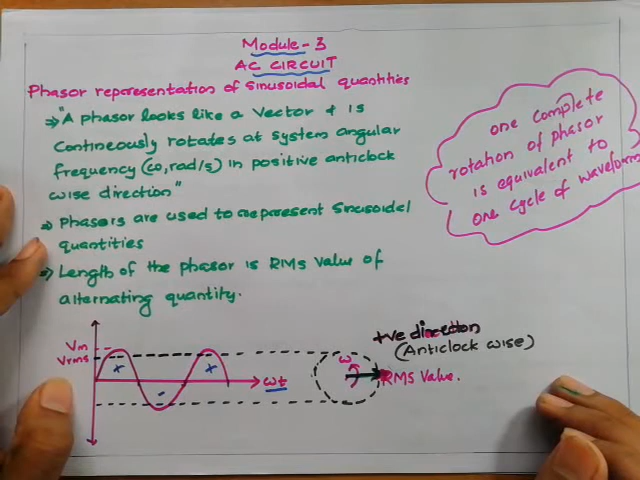 Module-3
AC CIRCUIT
Phasor reporesentation of sinusoidal quantities
⇒ "A phasor looks like a vector & is
contineously rotates at system angular
frequency (ω, rad/s) in positive anticlock
wise direction"
⇒ Phasors are used to represent sinusoidel
quantities
⇒ Length of the phasor is RMS value of
alternating quantity.
one complete
rotation of phasor
is equivalent to
one cycle of waveform
Vm
Vrms
+
-
+
ωt
+ve direction
(Anticlock wise)
ω
RMS Value.